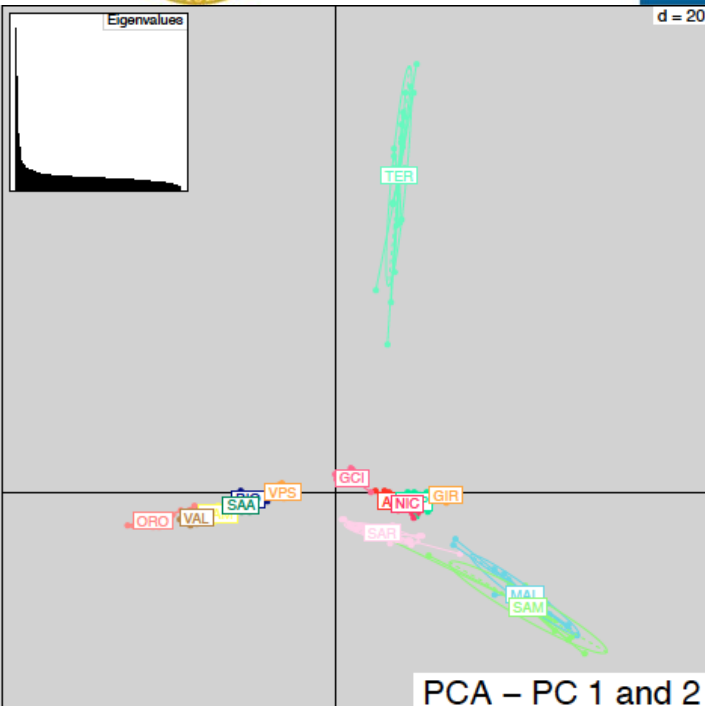 Eigenvalues
d = 20
TER
GCI
VPS
SAA
NIC
GIR
ORO
VAL
SAR
MAL
SAM
PCA – PC 1 and 2